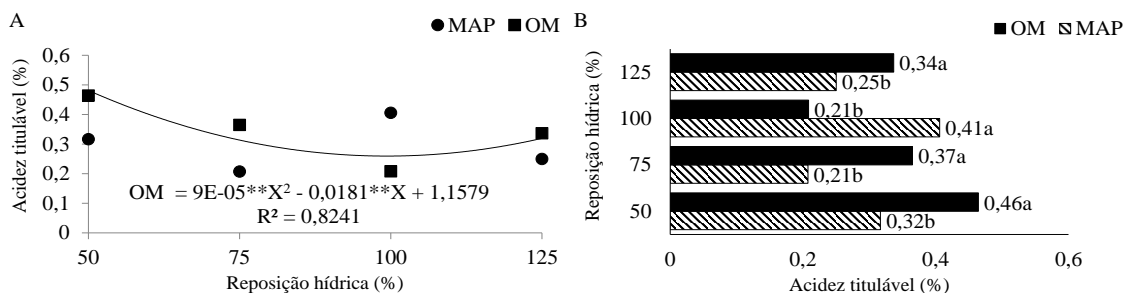 A
MAP OM
Acidez titulável (%)
0,6
0,5
0,4
0,3
0,2
0,1
0
OM = 9E-05**X² - 0,0181**X + 1,1579
R² = 0,8241
50 75 100 125
Reposição hídrica (%)
B
OM MAP
Reposição hídrica (%)
125
100
75
50
0,34a
0,25b
0,21b
0,41a
0,37a
0,21b
0,46a
0,32b
0 0,2 0,4 0,6
Acidez titulável (%)